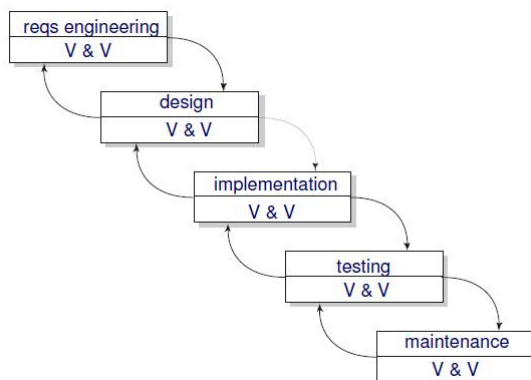 reqs engineering
V & V
design
V & V
implementation
V & V
testing
V & V
maintenance
V & V